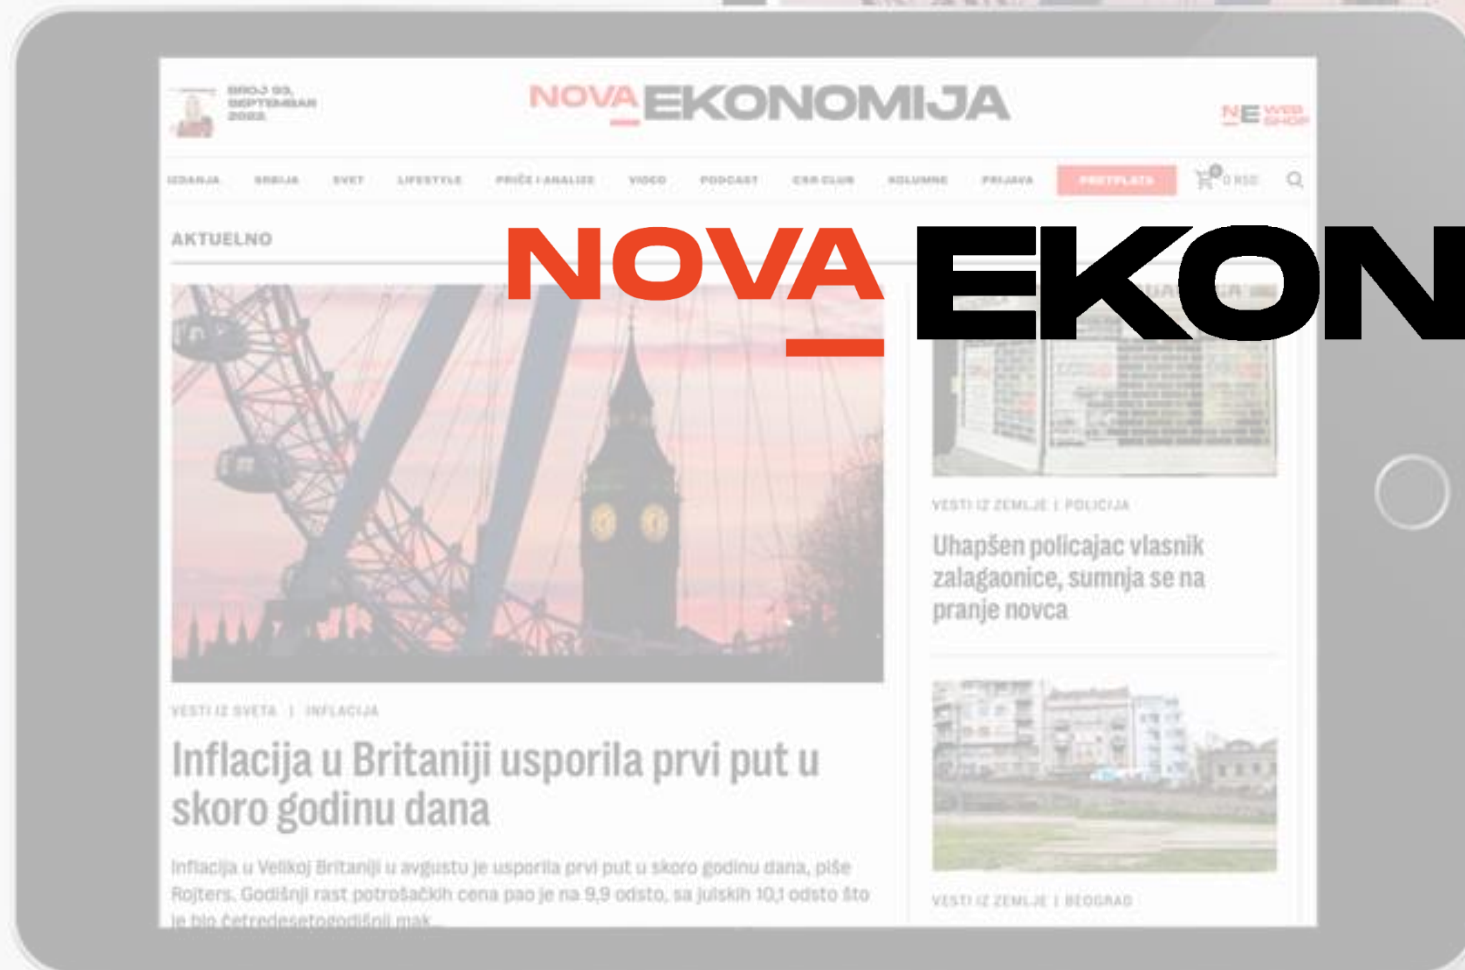 BROJ 93,
SEPTEMBAR
2022.
NOVA EKONOMIJA
NE WEB
SHOP
IZDANJA SRBIJA SVET LIFESTYLE PRIČE I ANALIZE VIDEO PODCAST CSR CLUB KOLUMNE PRIJAVA PRETPLATA 0 RSD
AKTUELNO
NOVA EKON
VESTI IZ SVETA | INFLACIJA
Inflacija u Britaniji usporila prvi put u
skoro godinu dana
Inflacija u Velikoj Britaniji u avgustu je usporila prvi put u skoro godinu dana, piše
Rojters. Godišnji rast potrošačkih cena pao je na 9,9 odsto, sa julskih 10,1 odsto što
je bio četredesetogodišnji mak...
VESTI IZ ZEMLJE | POLICIJA
Uhapšen policajac vlasnik
zalagaonice, sumnja se na
pranje novca
VESTI IZ ZEMLJE | BEOGRAD